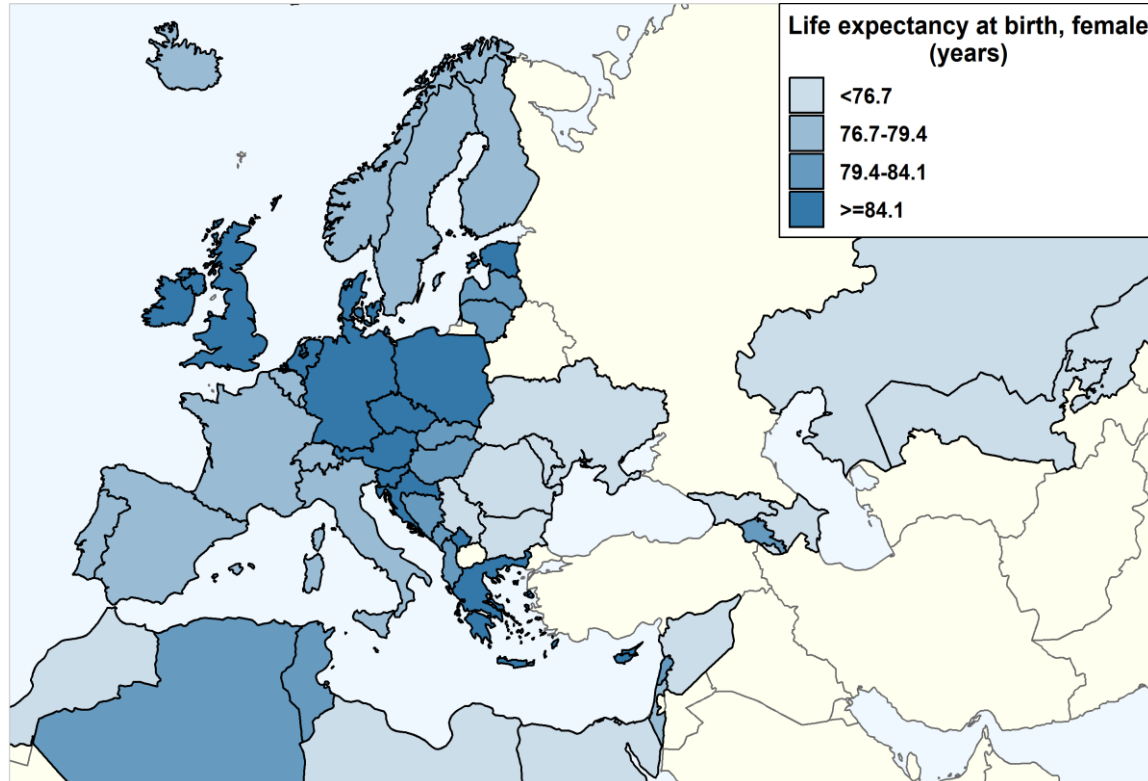 Life expectancy at birth, female
(years)
<76.7
76.7-79.4
79.4-84.1
>=84.1